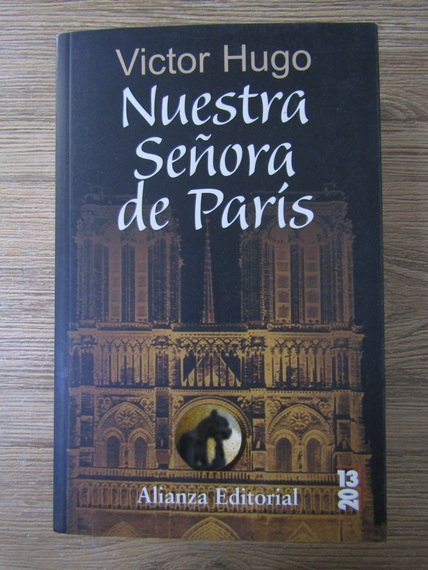 Victor Hugo
Nuestra
Señora
de París
13
20
Alianza Editorial